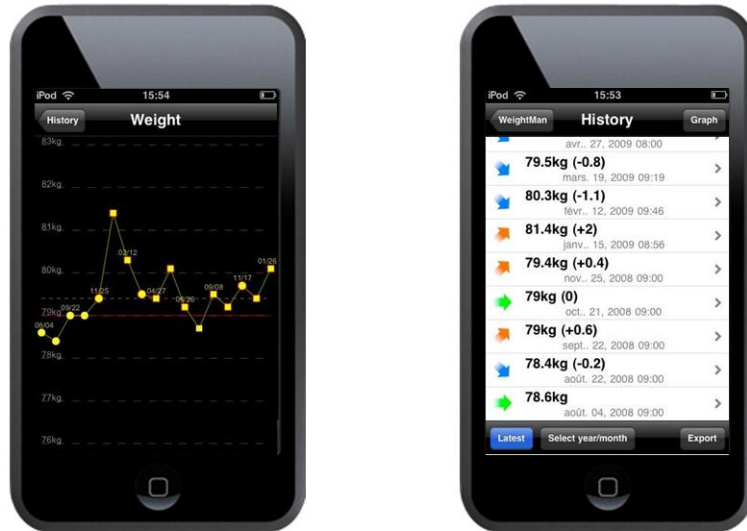 iPod 15:54
History Weight
83kg
82kg
81kg
80kg
79kg
78kg
77kg
76kg
08/04
09/22
11/25
02/12
04/27
06/26
09/08
11/17
01/26
iPod 15:53
WeightMan History Graph
avr.. 27, 2009 08:00
79.5kg (-0.8)
mars. 19, 2009 09:19
80.3kg (-1.1)
févr.. 12, 2009 09:46
81.4kg (+2)
janv.. 15, 2009 08:56
79.4kg (+0.4)
nov.. 25, 2008 09:00
79kg (0)
oct.. 21, 2008 09:00
79kg (+0.6)
sept.. 22, 2008 09:00
78.4kg (-0.2)
août. 22, 2008 09:00
78.6kg
août. 04, 2008 09:00
Latest Select year/month Export